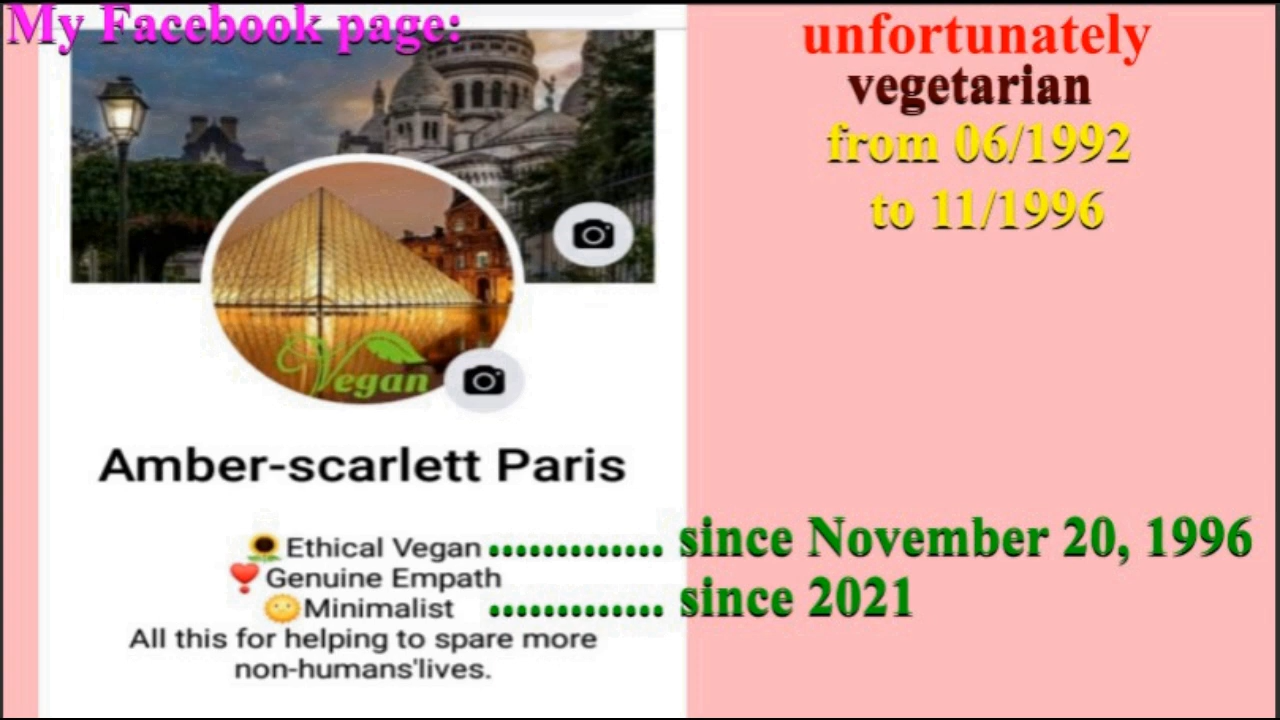 My Facebook page:
unfortunately
vegetarian
from 06/1992
to 11/1996
Vegan
Amber-scarlett Paris
🌻Ethical Vegan ............. since November 20, 1996
❣️Genuine Empath
🌝Minimalist ............. since 2021
All this for helping to spare more
non-humans'lives.